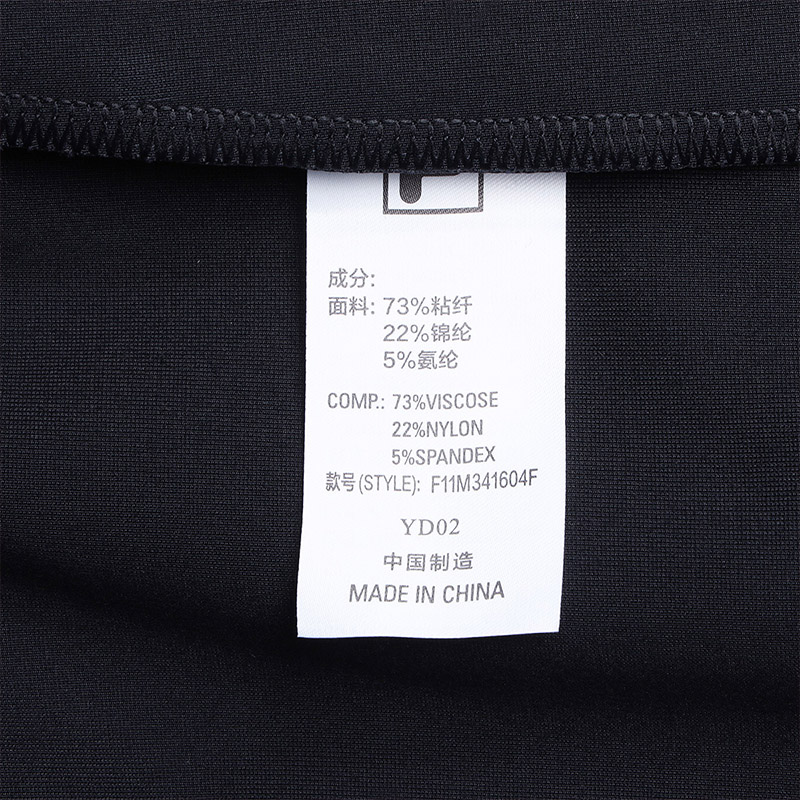 成分:
面料: 73%粘纤
22%锦纶
5%氨纶
COMP.: 73%VISCOSE
22%NYLON
5%SPANDEX
款号(STYLE): F11M341604F
YD02
中国制造
MADE IN CHINA